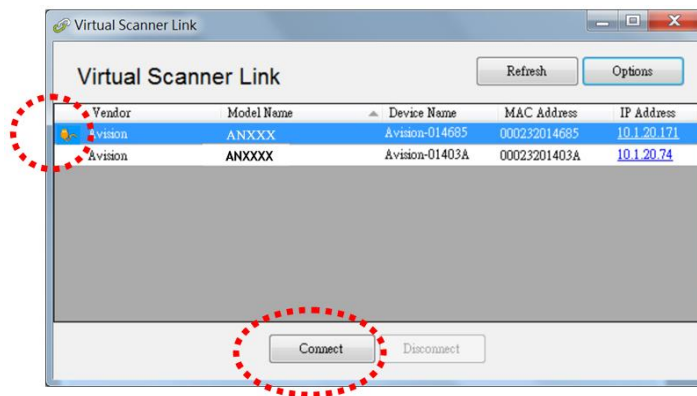 Virtual Scanner Link
Virtual Scanner Link
Refresh
Options
Vendor Model Name Device Name MAC Address IP Address
Avision ANXXX Avision-014685 000232014685 10.1.20.171
Avision ANXXXX Avision-01403A 00023201403A 10.1.20.74
Connect
Disconnect